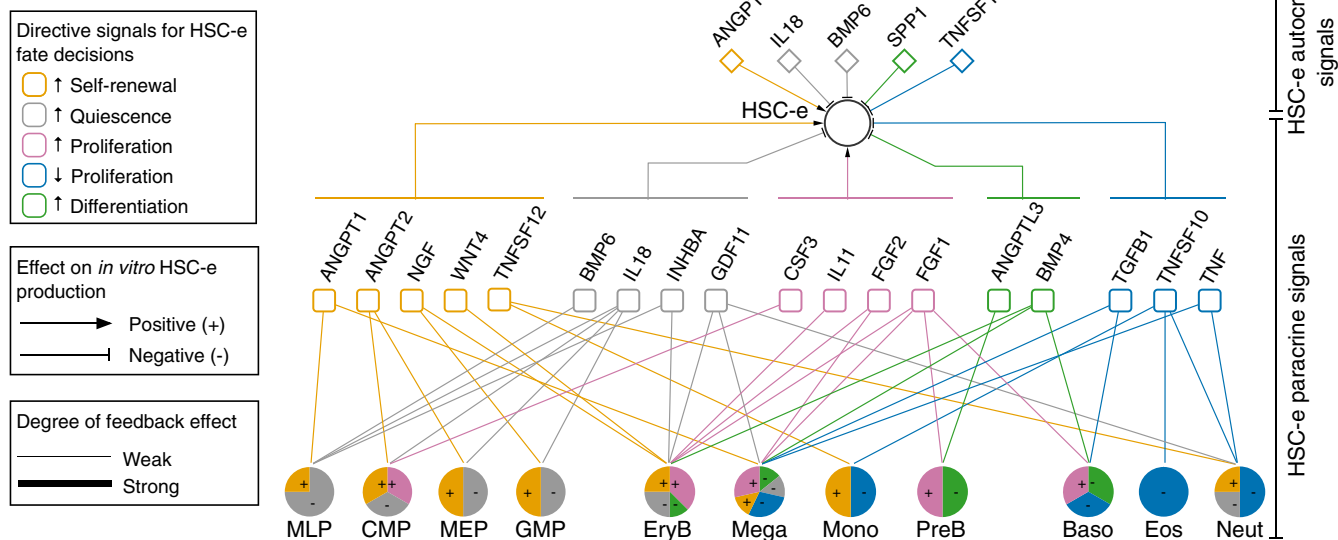 Directive signals for HSC-e
fate decisions
↑ Self-renewal
↑ Quiescence
↑ Proliferation
↓ Proliferation
↑ Differentiation
Effect on in vitro HSC-e
production
Positive (+)
Negative (-)
Degree of feedback effect
Weak
Strong
IL18
BMP6
SPP1
HSC-e
ANGPT1
ANGPT2
NGF
WNT4
TNFSF12
BMP6
IL18
INHBA
GDF11
CSF3
IL11
FGF2
FGF1
ANGPTL3
BMP4
TGFB1
TNFSF10
TNF
+ -
+ + -
+ -
+ -
+ + - -
+ - - - +
+ -
+ -
+ - -
-
+ - -
MLP
CMP
MEP
GMP
EryB
Mega
Mono
PreB
Baso
Eos
Neut
HSC-e
signals
HSC-e paracrine signals